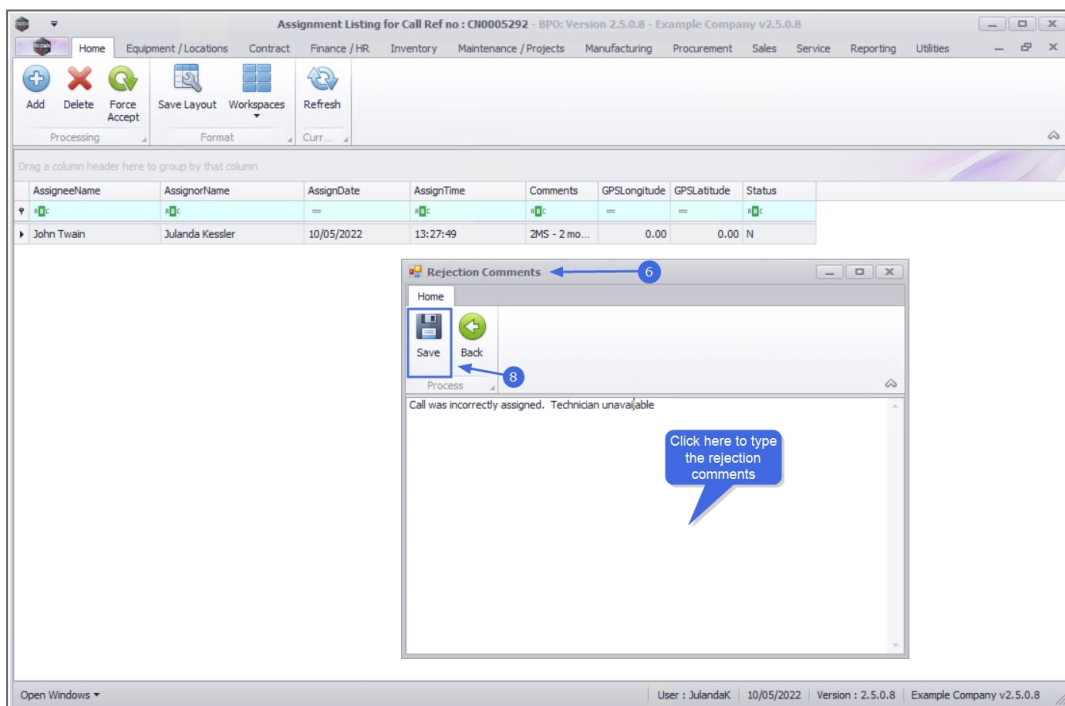 Assignment Listing for Call Ref no : CN0005292 - BPO: Version 2.5.0.8 - Example Company v2.5.0.8
Home Equipment / Locations Contract Finance / HR Inventory Maintenance / Projects Manufacturing Procurement Sales Service Reporting Utilities
Add Delete Force Accept Save Layout Workspaces Refresh
Processing Format Curr...
Drag a column header here to group by that column
AssigneeName AssignorName AssignDate AssignTime Comments GPSLongitude GPSLatitude Status
John Twain Julanda Kessler 10/05/2022 13:27:49 2MS - 2 mo... 0.00 0.00 N
Rejection Comments 6
Home
Save Back
8
Process
Call was incorrectly assigned. Technician unavailable
Click here to type
the rejection
comments
Open Windows User : JulandaK 10/05/2022 Version : 2.5.0.8 Example Company v2.5.0.8